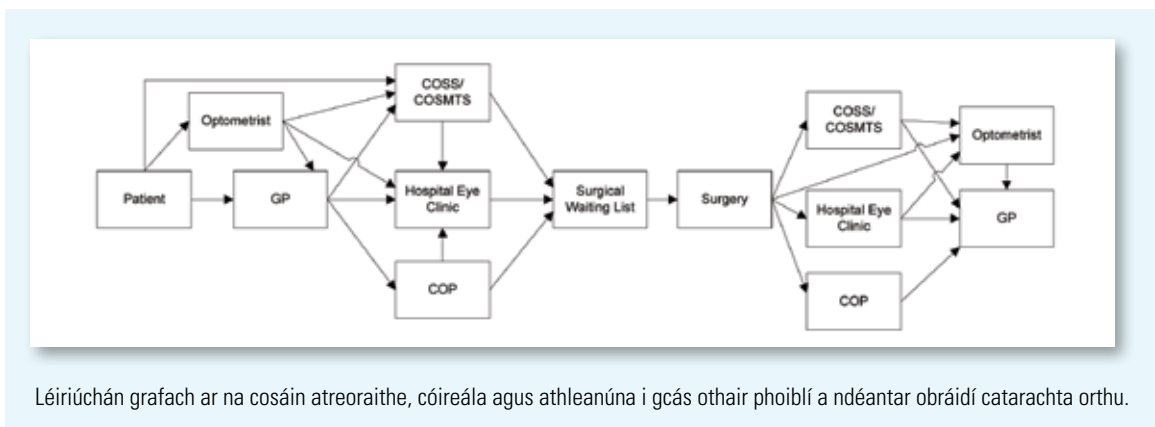 COSS/
COSMTS
Optometrist
Patient
GP
Hospital Eye
Clinic
COP
Surgical
Waiting List
Surgery
COSS/
COSMTS
Optometrist
Hospital Eye
Clinic
GP
COP
Léiriúchán grafach ar na cosáin atreoraithe, cóireála agus athleanúna i gcás othair phoiblí a ndéantar obráidí catarachta orthu.